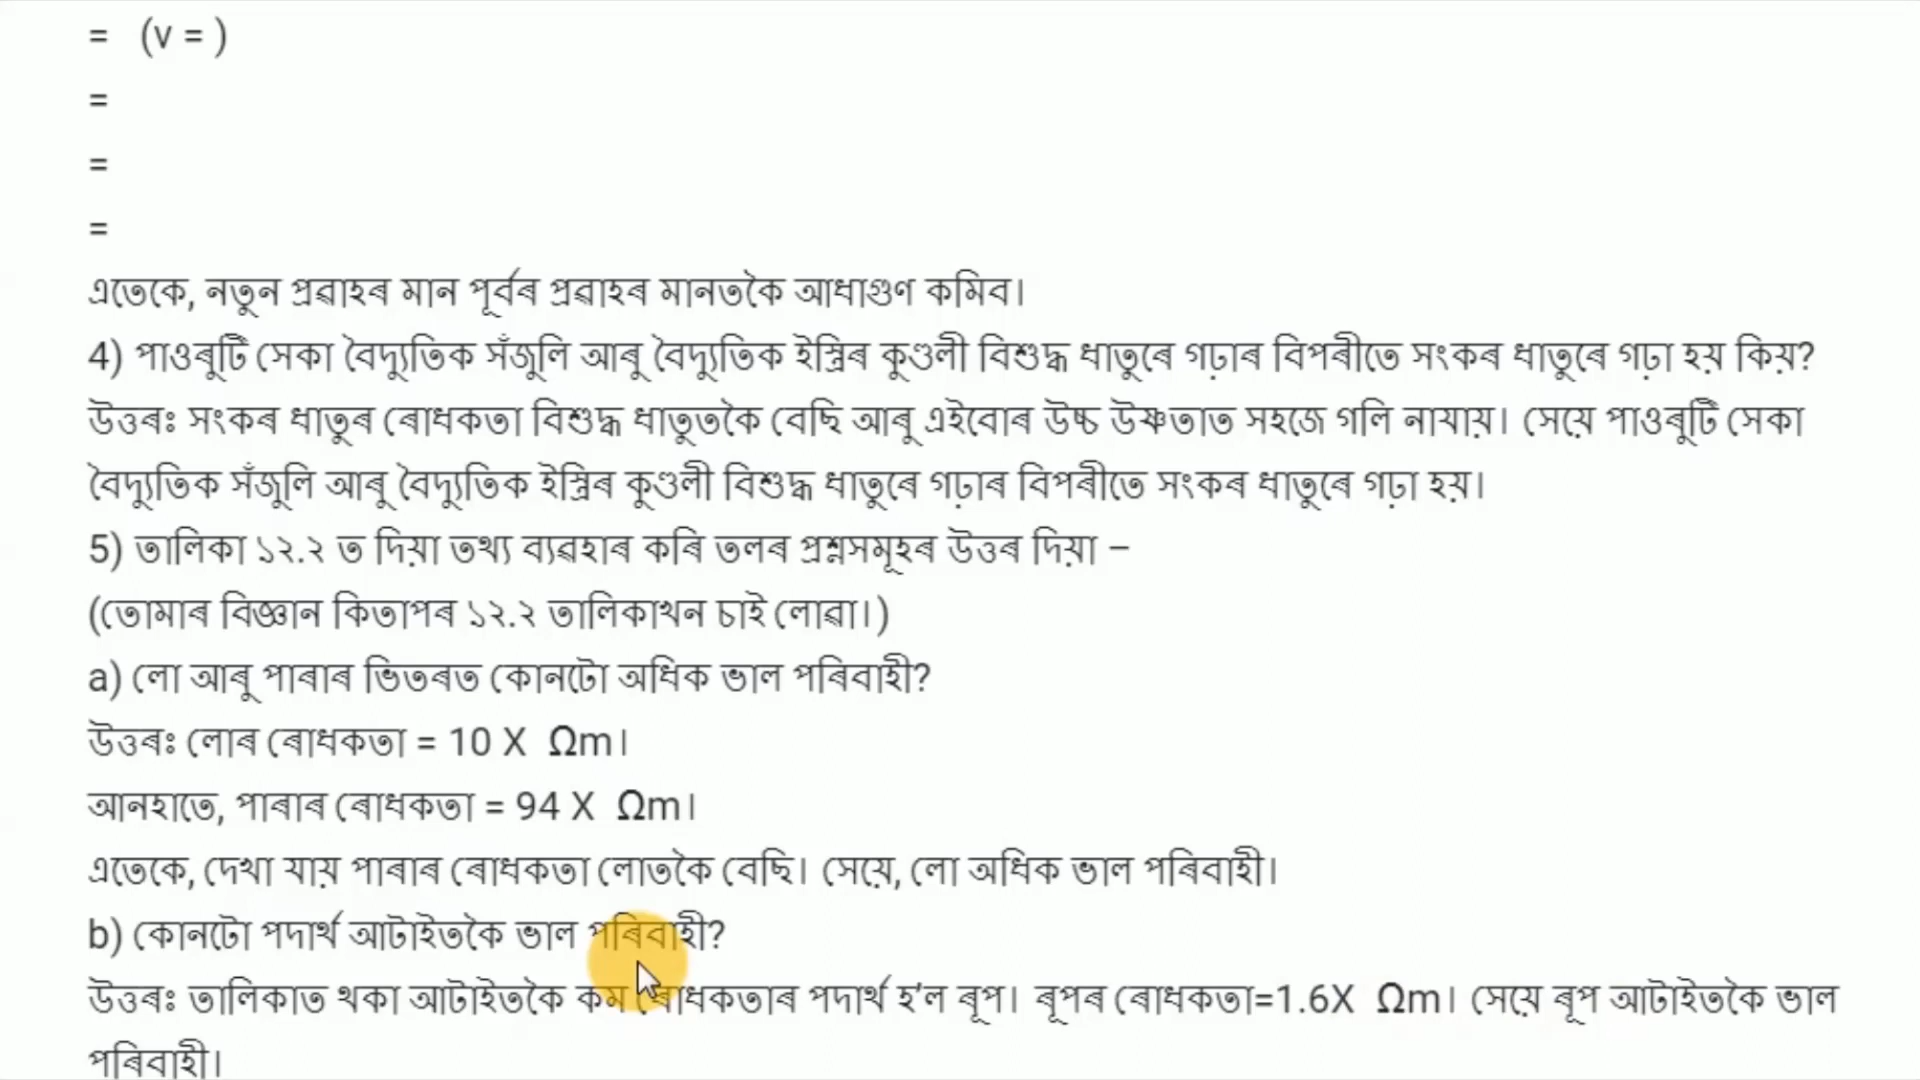 = (v = )
=
=
=
এতেকে, নতুন প্ৰৱাহৰ মান পূৰ্বৰ প্ৰৱাহৰ মানতকৈ আধাগুণ কমিব।
4) পাওৰুটি সেকা বৈদ্যুতিক সঁজুলি আৰু বৈদ্যুতিক ইস্ত্ৰিৰ কুণ্ডলী বিশুদ্ধ ধাতুৰে গঢ়াৰ বিপৰীতে সংকৰ ধাতুৰে গঢ়া হয় কিয়?
উত্তৰঃ সংকৰ ধাতুৰ ৰোধকতা বিশুদ্ধ ধাতুতকৈ বেছি আৰু এইবোৰ উচ্চ উষ্ণতাত সহজে গলি নাযায়। সেয়ে পাওৰুটি সেকা
বৈদ্যুতিক সঁজুলি আৰু বৈদ্যুতিক ইস্ত্ৰিৰ কুণ্ডলী বিশুদ্ধ ধাতুৰে গঢ়াৰ বিপৰীতে সংকৰ ধাতুৰে গঢ়া হয়।
5) তালিকা ১২.২ ত দিয়া তথ্য ব্যৱহাৰ কৰি তলৰ প্ৰশ্নসমূহৰ উত্তৰ দিয়া –
(তোমাৰ বিজ্ঞান কিতাপৰ ১২.২ তালিকাখন চাই লোৱা।)
a) লো আৰু পাৰাৰ ভিতৰত কোনটো অধিক ভাল পৰিবাহী?
উত্তৰঃ লোৰ ৰোধকতা = 10 X Ωm।
আনহাতে, পাৰাৰ ৰোধকতা = 94 X Ωm।
এতেকে, দেখা যায় পাৰাৰ ৰোধকতা লোতকৈ বেছি। সেয়ে, লো অধিক ভাল পৰিবাহী।
b) কোনটো পদাৰ্থ আটাইতকৈ ভাল পৰিবাহী?
উত্তৰঃ তালিকাত থকা আটাইতকৈ কম ৰোধকতাৰ পদাৰ্থ হ’ল ৰূপ। ৰূপৰ ৰোধকতা=1.6X Ωm। সেয়ে ৰূপ আটাইতকৈ ভাল
পৰিবাহী।